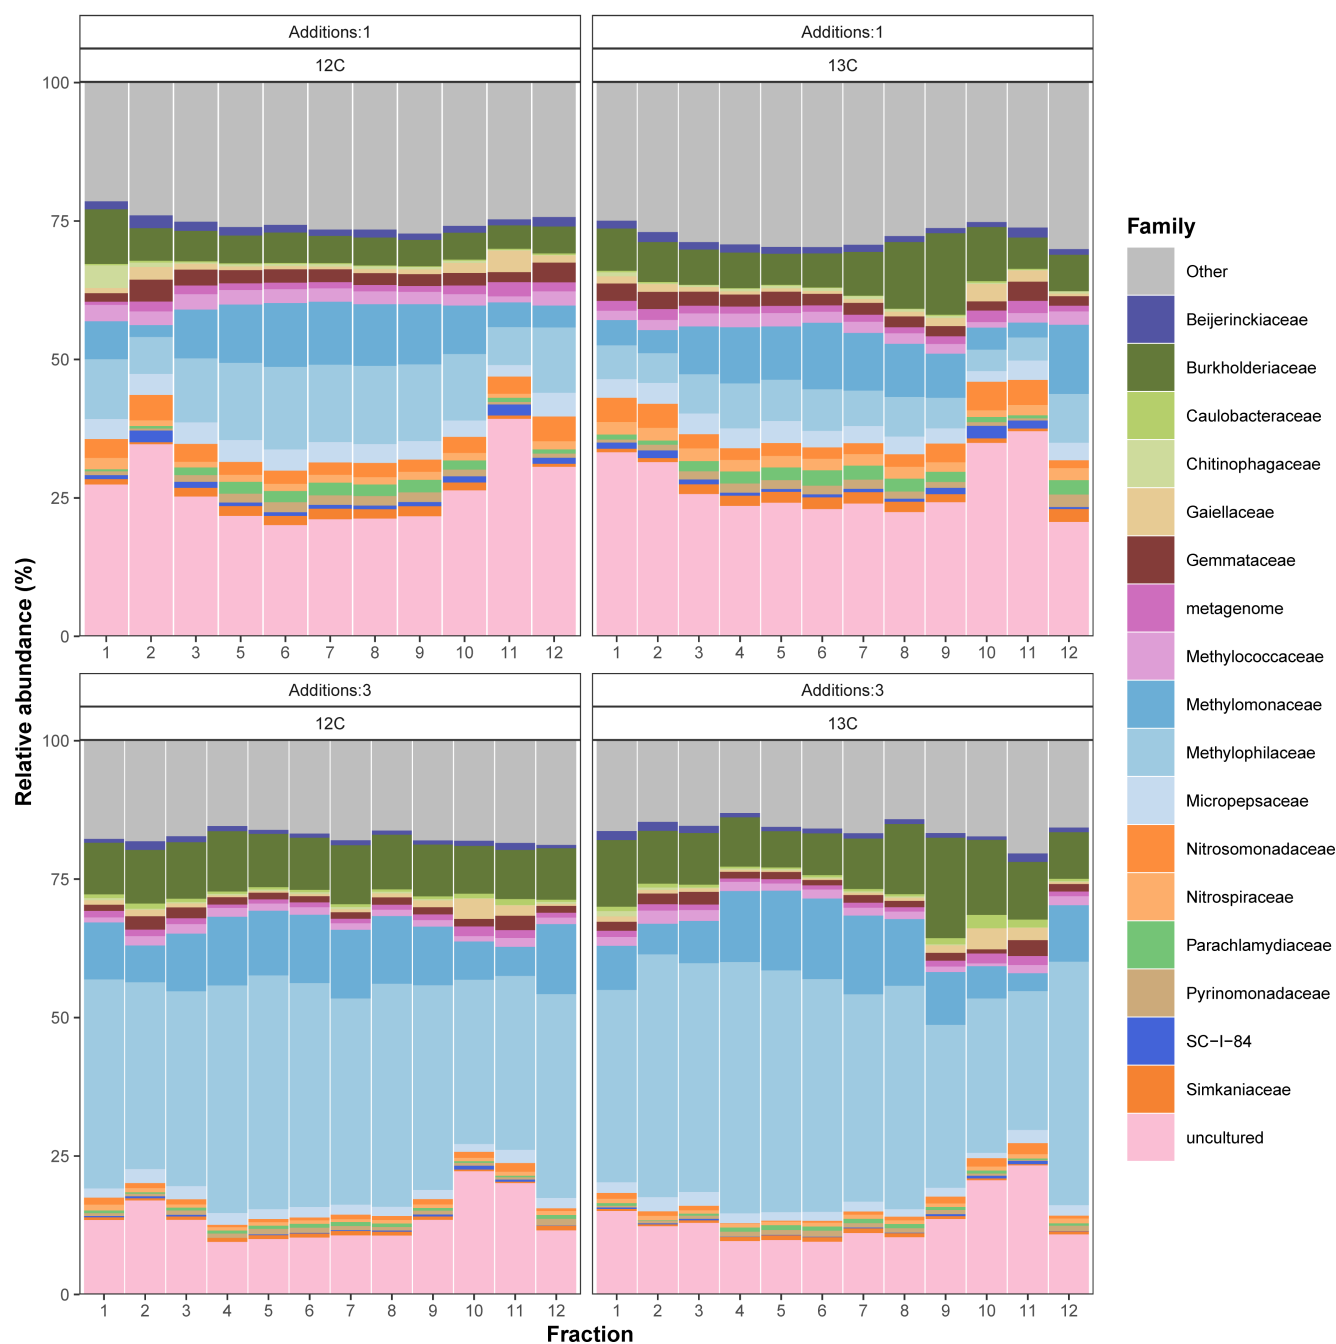 Additions:1
Additions:1
12C
13C
100
75
50
25
0
1 2 3 5 6 7 8 9 10 11 12
1 2 3 4 5 6 7 8 9 10 11 12
Additions:3
Additions:3
12C
13C
100
75
50
25
0
1 2 3 4 5 6 7 8 9 10 11 12
1 2 3 4 5 6 7 8 9 10 11 12
Relative abundance (%)
Fraction
Family
Other
Beijerinckiaceae
Burkholderiaceae
Caulobacteraceae
Chitinophagaceae
Gaiellaceae
Gemmataceae
metagenome
Methylococcaceae
Methylomonaceae
Methylophilaceae
Micropepsaceae
Nitrosomonadaceae
Nitrospiraceae
Parachlamydiaceae
Pyrinomonadaceae
SC−I−84
Simkaniaceae
uncultured